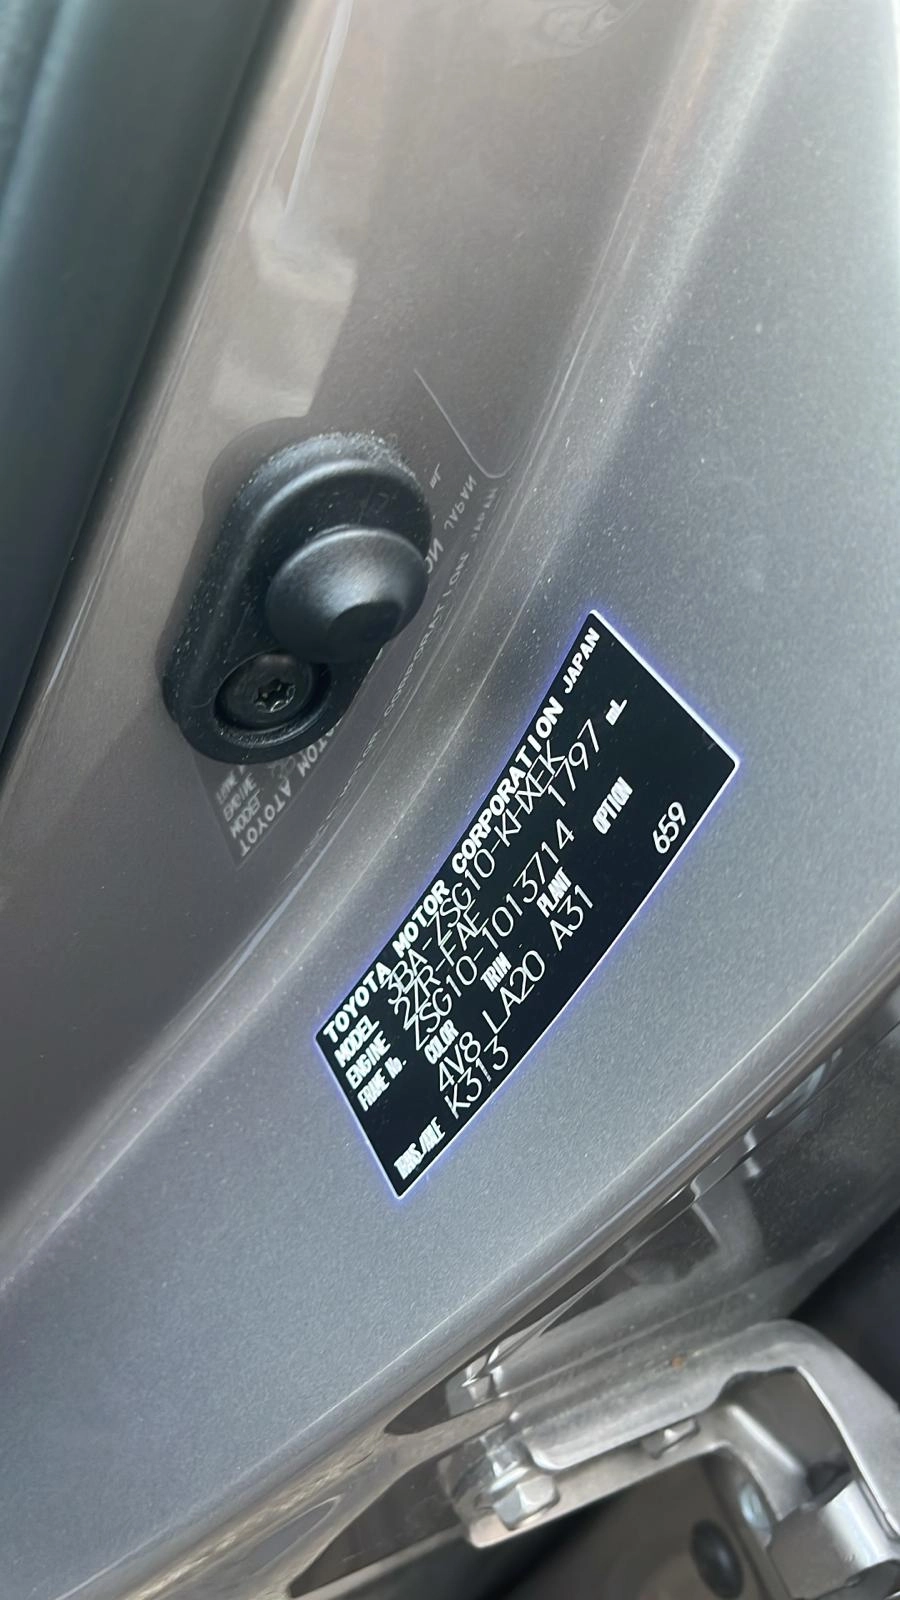 TOYOTA MOTOR CORPORATION JAPAN
MODEL 3BA-ZSG10-KHXEK
ENGINE 2ZR-FAE 1797 mL
FRAME No. ZSG10-1013714
COLOR TRIM PLANT OPTION
4V8 LA20 A31 659
TRANS./AXLE K313